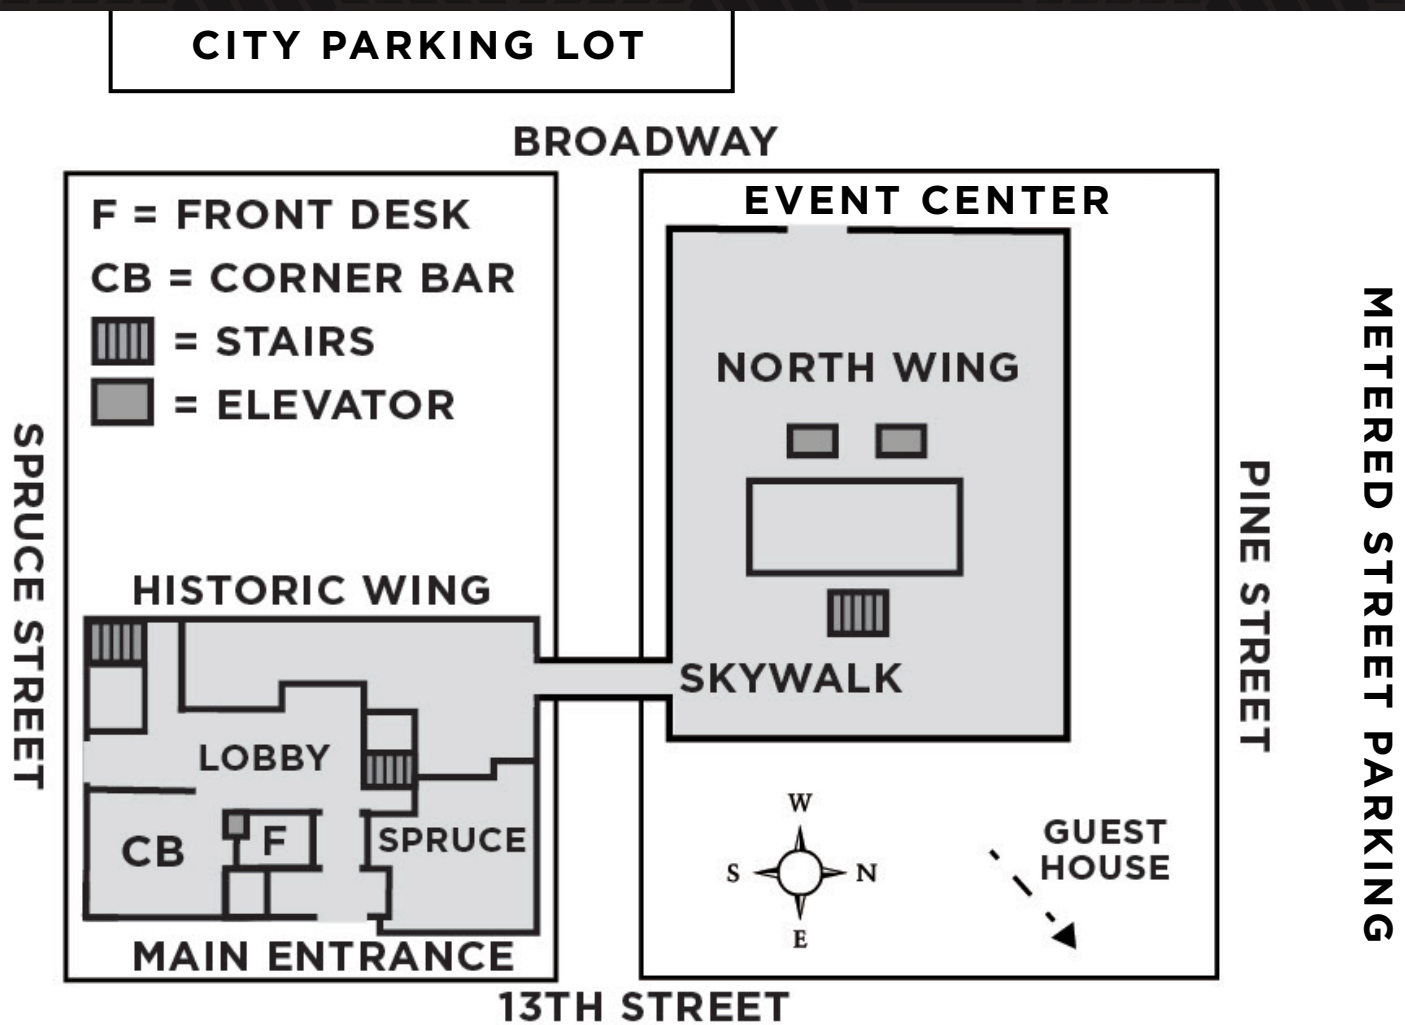 CITY PARKING LOT
BROADWAY
F = FRONT DESK
CB = CORNER BAR
= STAIRS
= ELEVATOR
EVENT CENTER
NORTH WING
SPRUCE STREET
HISTORIC WING
SKYWALK
LOBBY
CB
F
SPRUCE
MAIN ENTRANCE
W
S
N
E
GUEST
HOUSE
PINE STREET
METERED STREET PARKING
13TH STREET